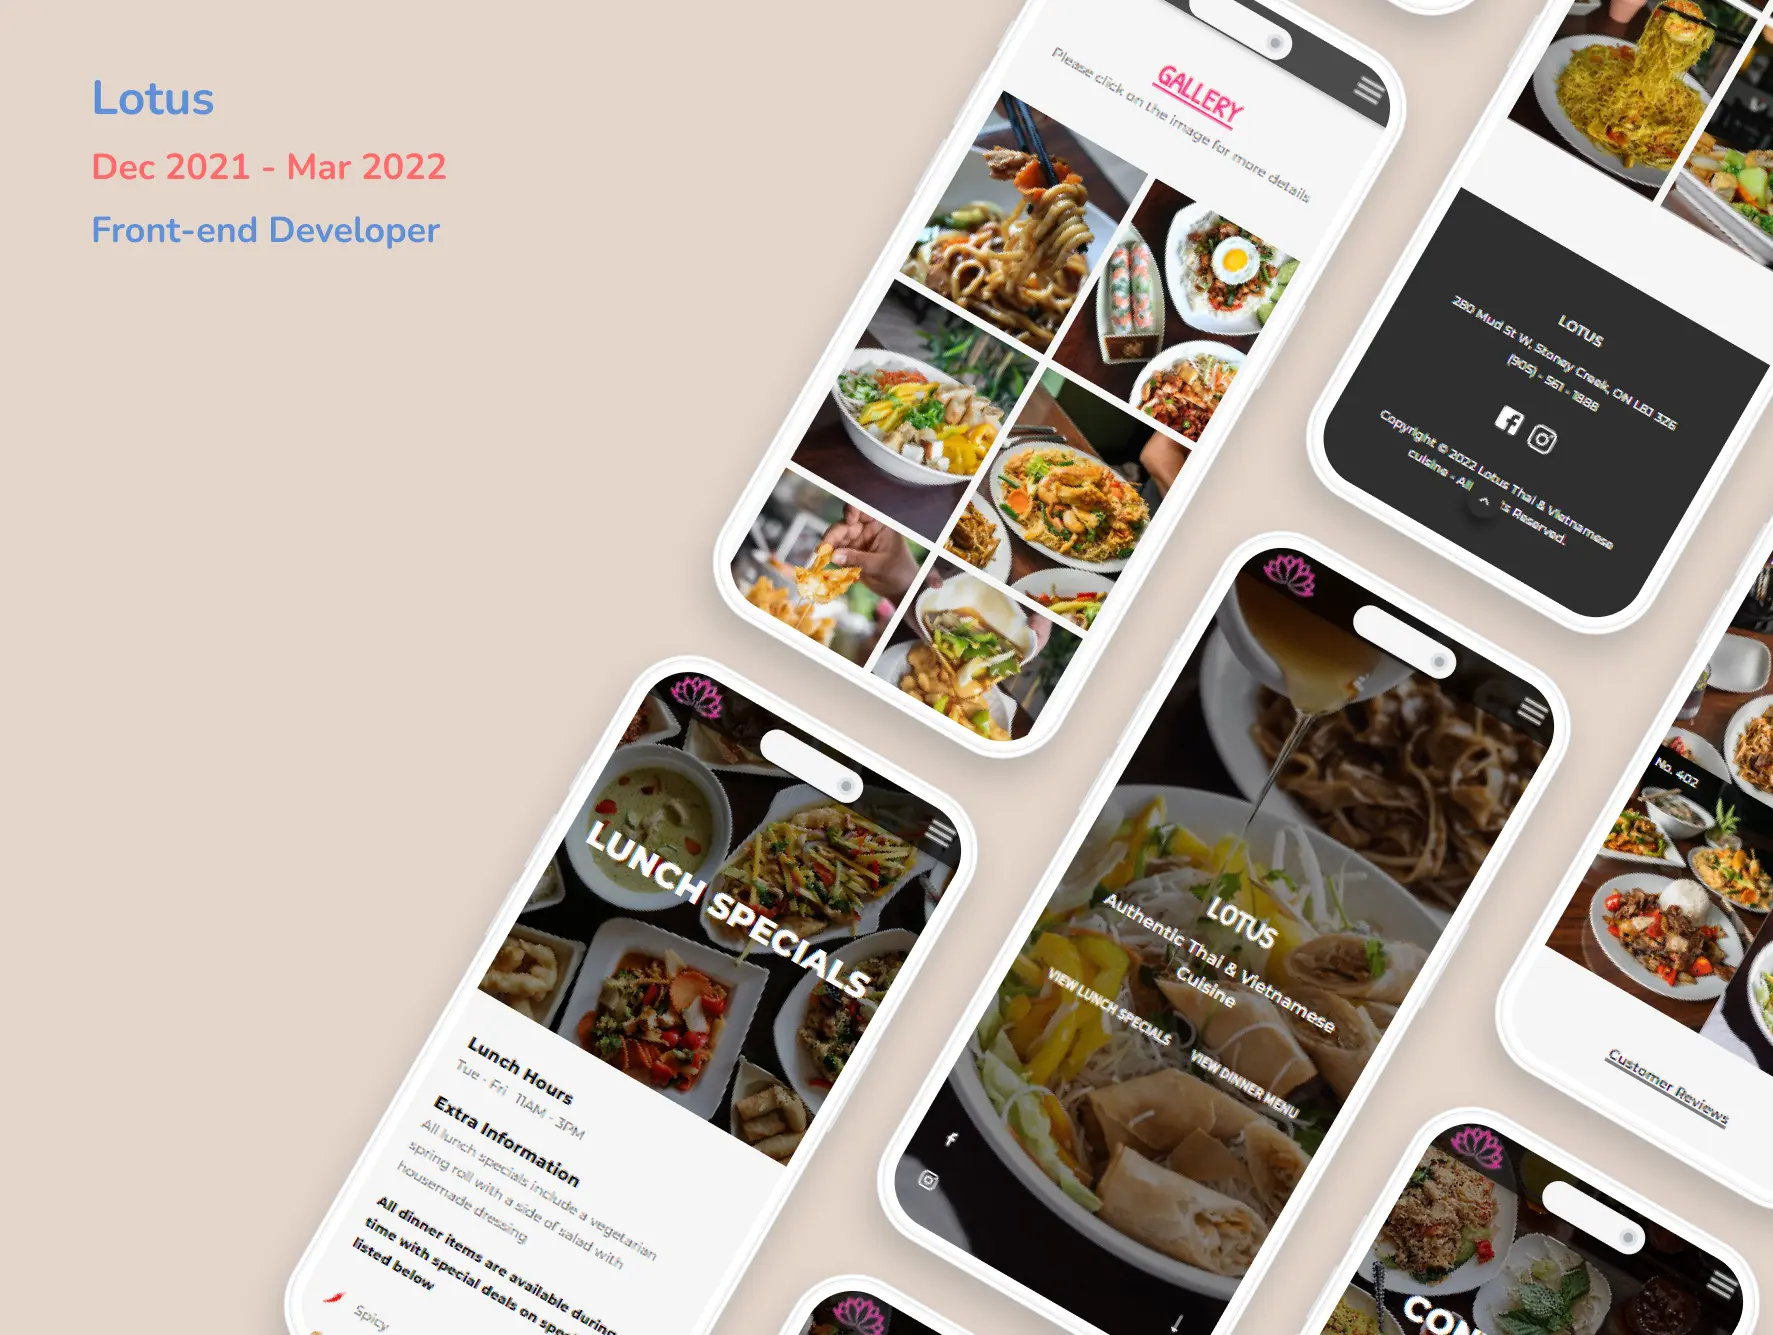 Lotus
Dec 2021 - Mar 2022
Front-end Developer
GALLERY
Please click on the image for more details
LOTUS
280 Mud St W, Stoney Creek, ON L8J 3Z6
(905) - 561 - 1888
Copyright © 2022 Lotus Thai & Vietnamese
cuisine - All
ts Reserved.
LUNCH SPECIALS
Lunch Hours
Tue - Fri 11AM - 3PM
Extra Information
All lunch specials include a vegetarian
spring roll with a side of salad with
housemade dressing
All dinner items are available during
time with special deals on spec
listed below
Spicy
LOTUS
Authentic Thai & Vietnamese
Cuisine
VIEW LUNCH SPECIALS
VIEW DINNER MENU
No. 402
Customer Reviews
CON